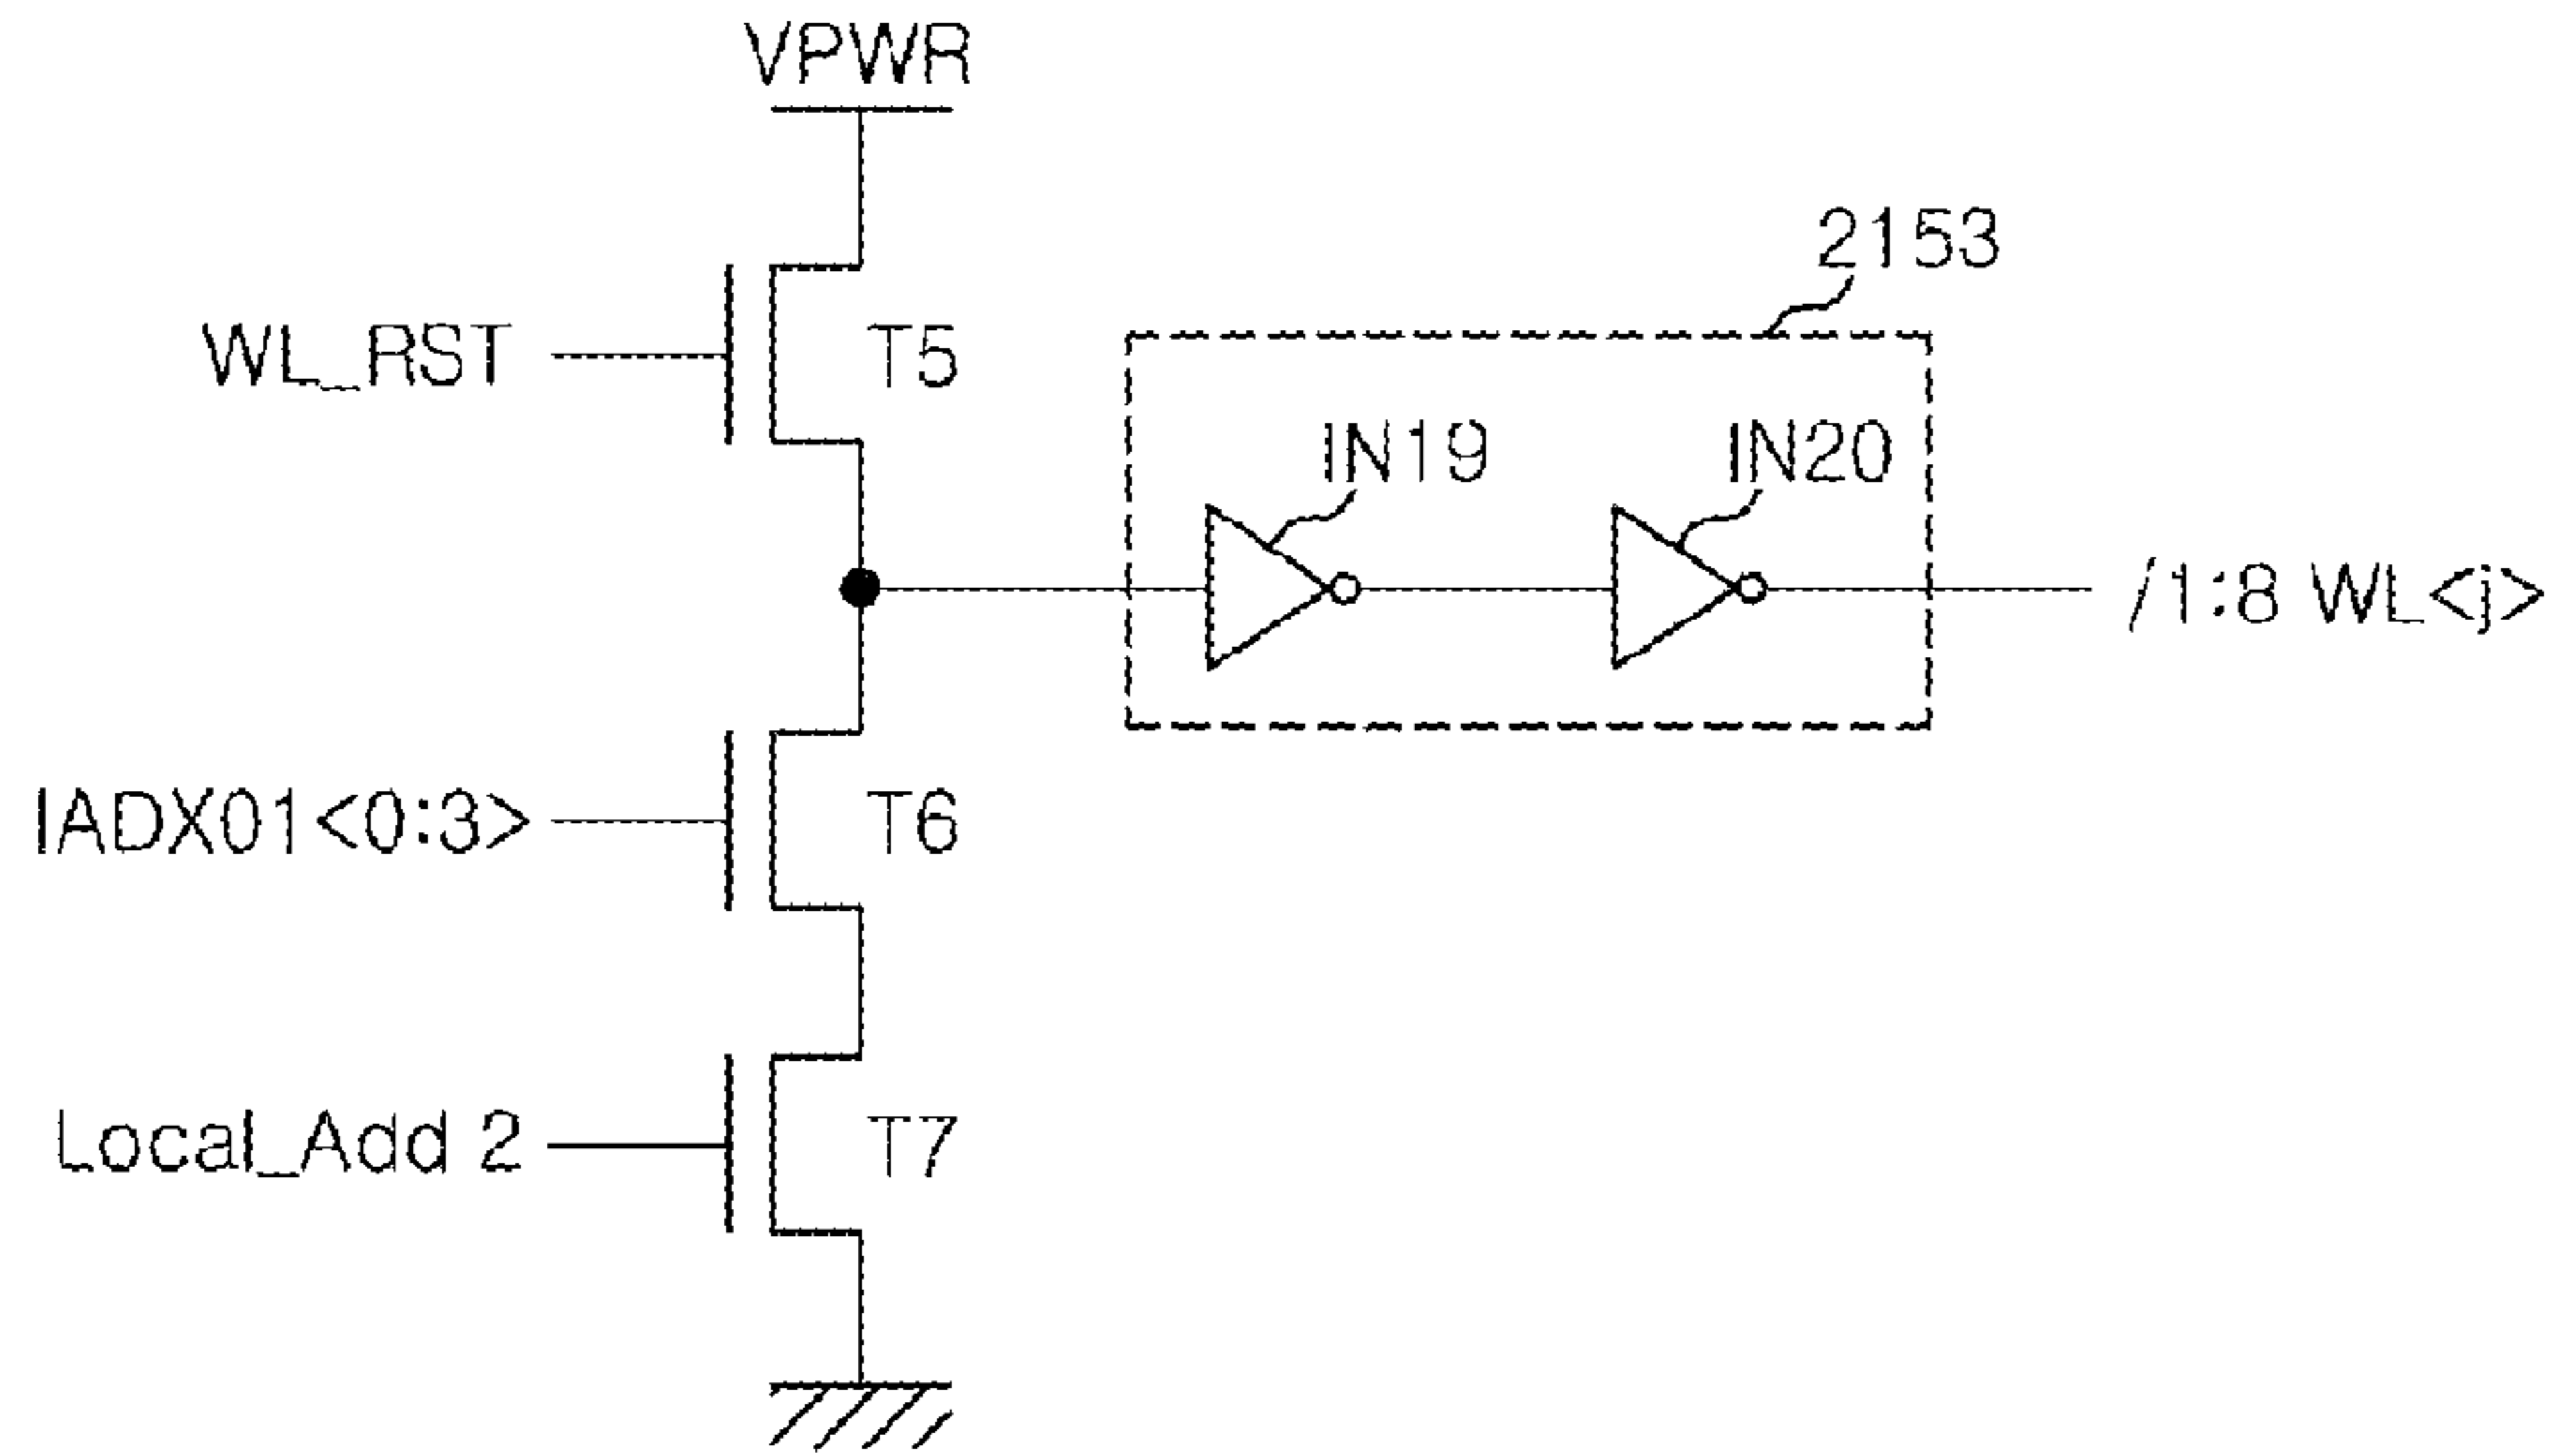 VPWR
2153
WL_RST
T5
IN19
IN20
/1:8 WL<j>
IADX01<0:3>
T6
Local_Add 2
T7